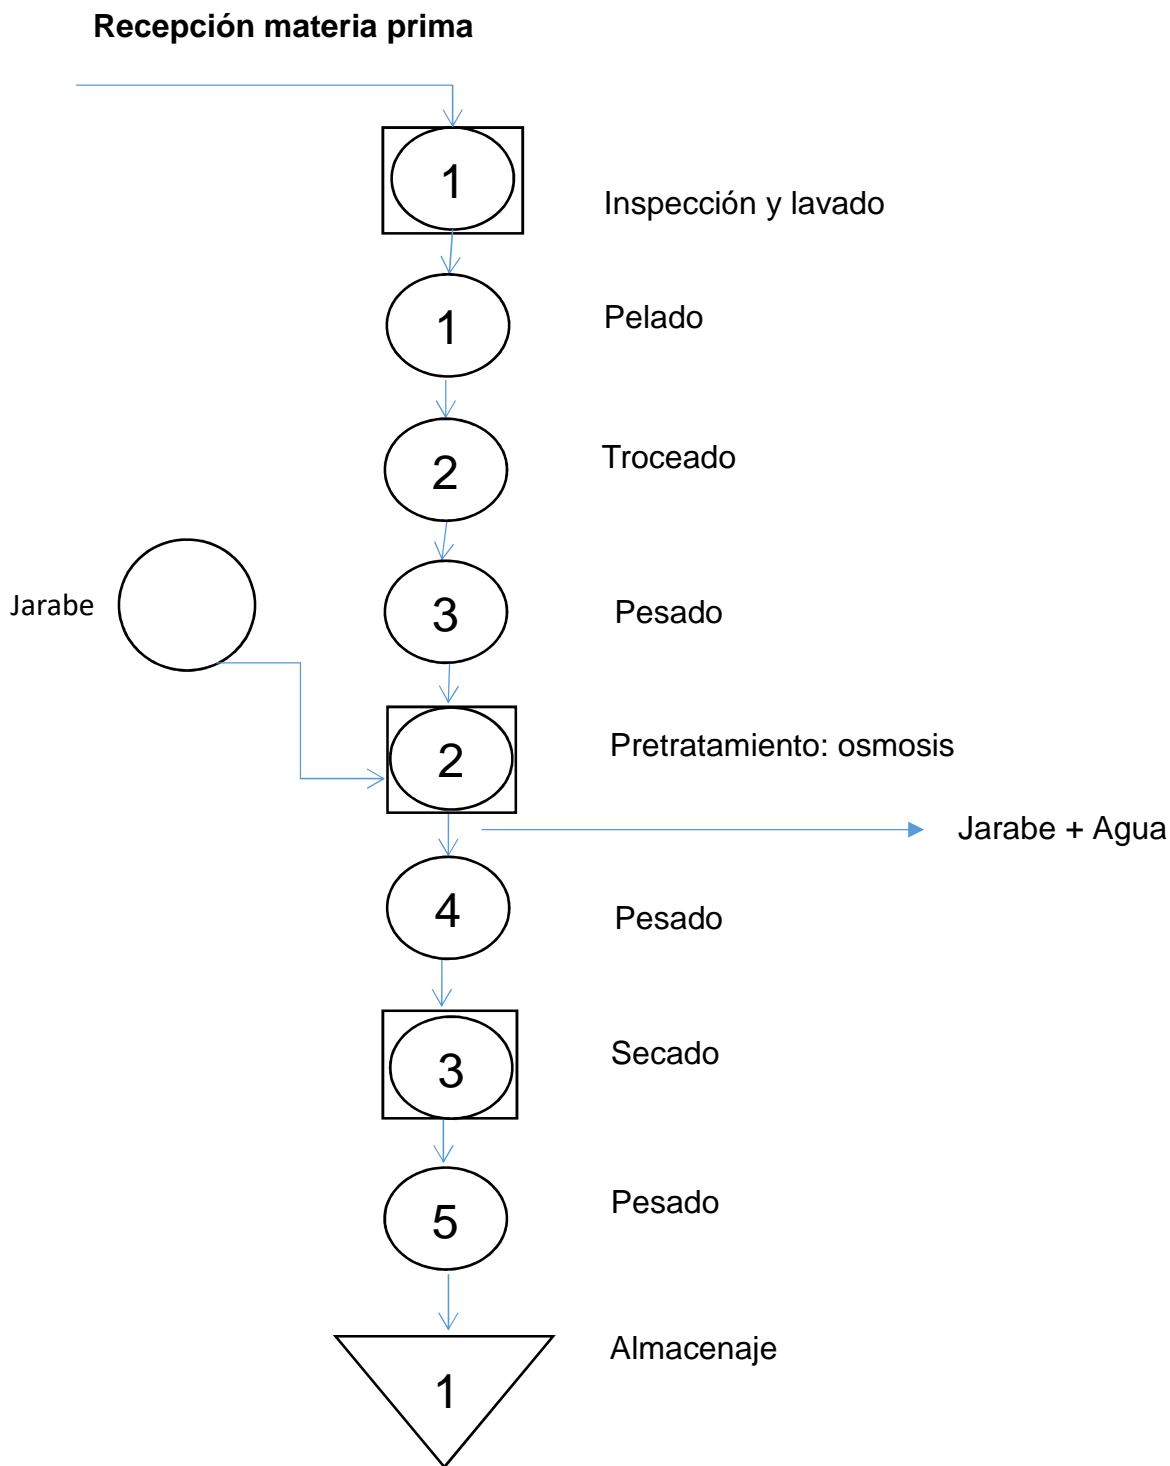 Recepción materia prima
1
Inspección y lavado
1
Pelado
2
Troceado
Jarabe
3
Pesado
2
Pretratamiento: osmosis
Jarabe + Agua
4
Pesado
3
Secado
5
Pesado
1
Almacenaje